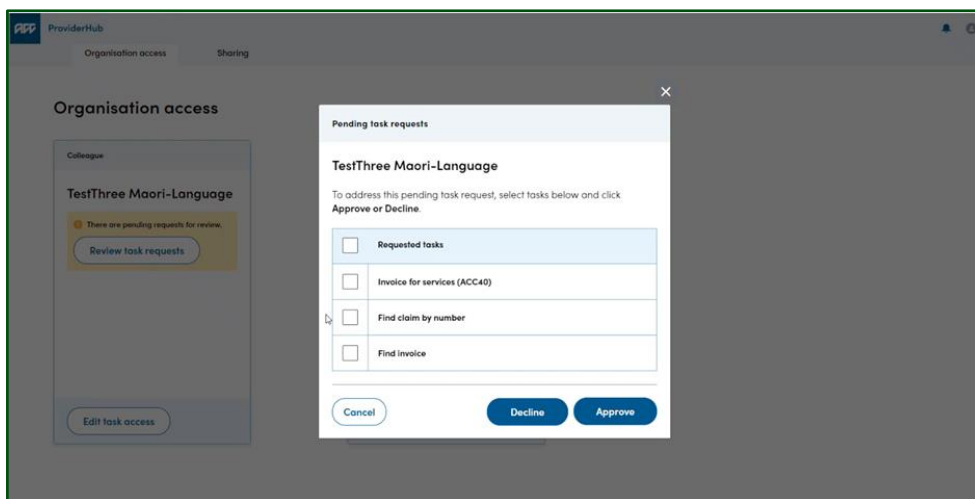 ProviderHub
Organisation access Sharing
Organisation access
Colleague
TestThree Maori-Language
There are pending requests for review.
Review task requests
Edit task access
Pending task requests
TestThree Maori-Language
To address this pending task request, select tasks below and click
Approve or Decline.
Requested tasks
Invoice for services (ACC40)
Find claim by number
Find invoice
Cancel Decline Approve